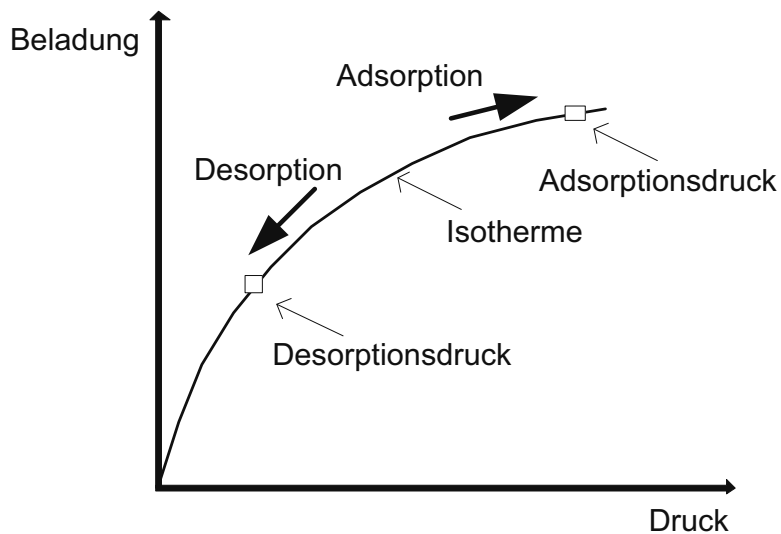 Beladung
Adsorption
Desorption
Adsorptionsdruck
Isotherme
Desorptionsdruck
Druck